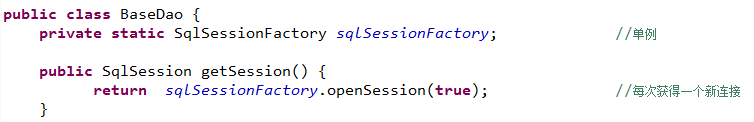 public class BaseDao {
private static SqlSessionFactory sqlSessionFactory; //单例
public SqlSession getSession() {
return sqlSessionFactory.openSession(true); //每次获得一个新连接
}